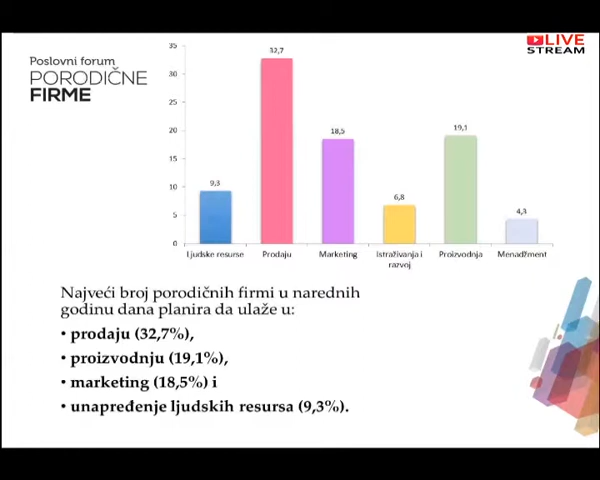 LIVE
STREAM
Poslovni forum
PORODIČNE
FIRME
35
30
25
20
15
10
5
0
9,3
32,7
18,5
6,8
19,1
4,3
Ljudske resurse
Prodaju
Marketing
Istraživanja i
razvoj
Proizvodnja
Menadžment
Najveći broj porodičnih firmi u narednih
godinu dana planira da ulaže u:
• prodaju (32,7%),
• proizvodnju (19,1%),
• marketing (18,5%) i
• unapređenje ljudskih resursa (9,3%).